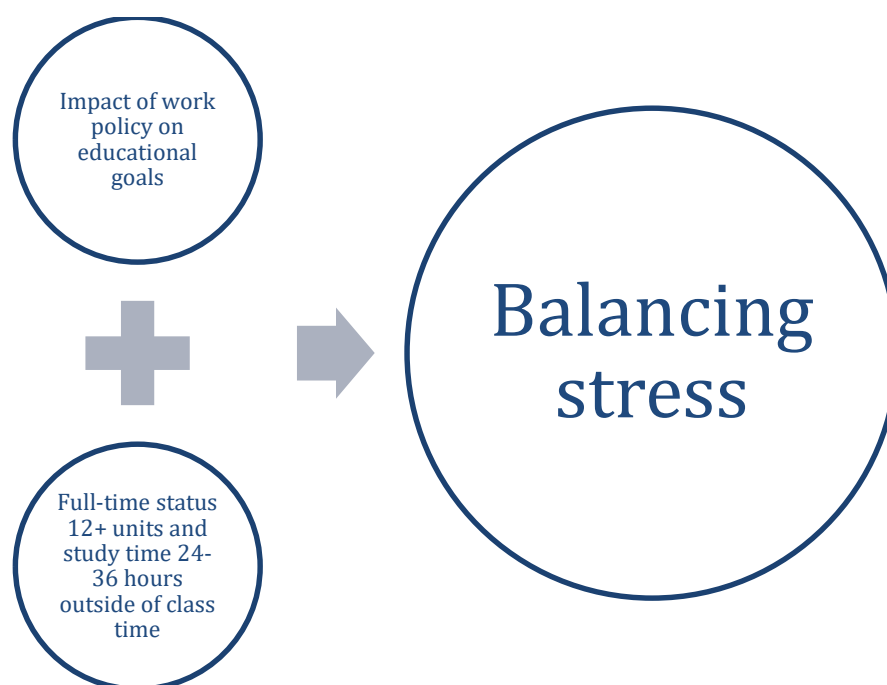 Impact of work
policy on
educational
goals
Full-time status
12+ units and
study time 24-
36 hours
outside of class
time
Balancing
stress